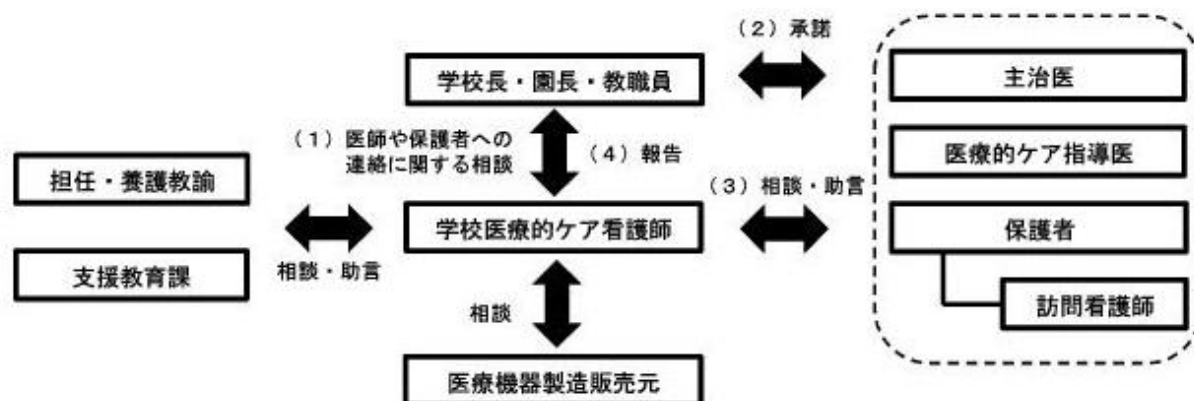 （２）承諾
学校長・園長・教職員
主治医
（１）医師や保護者への
連絡に関する相談
（４）報告
医療的ケア指導医
担任・養護教諭
（３）相談・助言
学校医療的ケア看護師
保護者
支援教育課
相談・助言
訪問看護師
相談
医療機器製造販売元